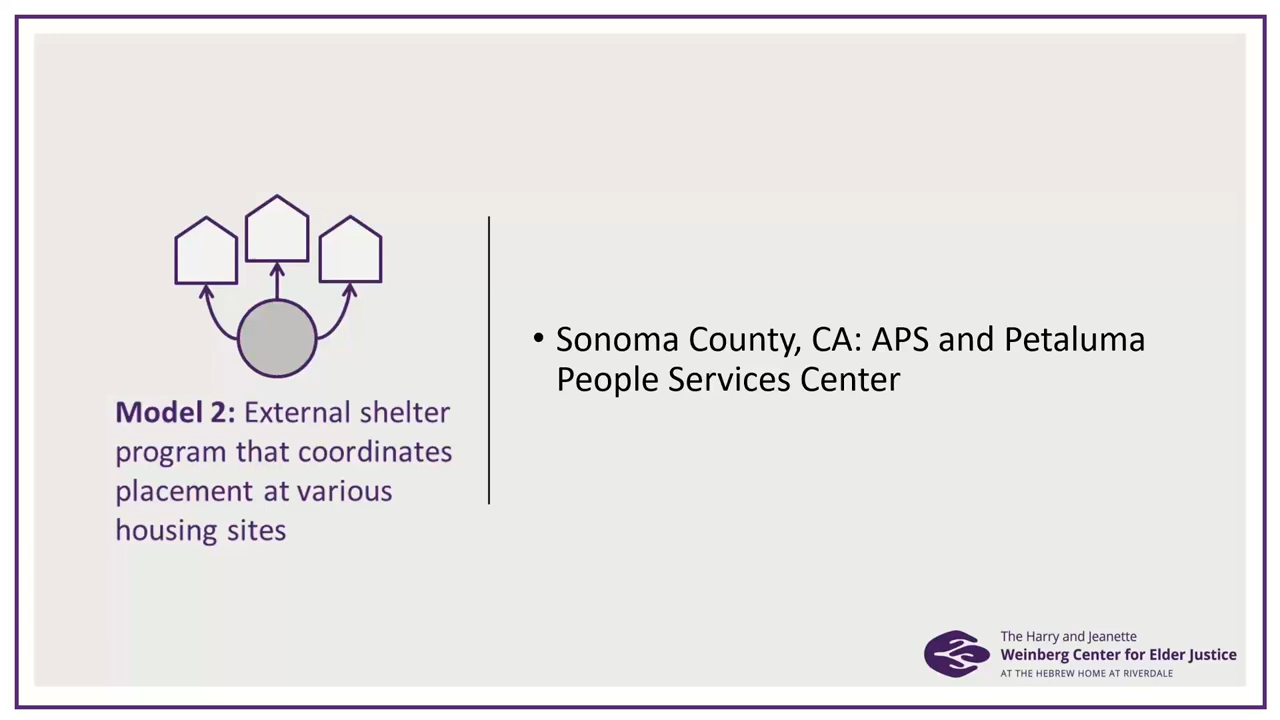 Model 2: External shelter
program that coordinates
placement at various
housing sites
• Sonoma County, CA: APS and Petaluma
People Services Center
The Harry and Jeanette
Weinberg Center for Elder Justice
AT THE HEBREW HOME AT RIVERDALE